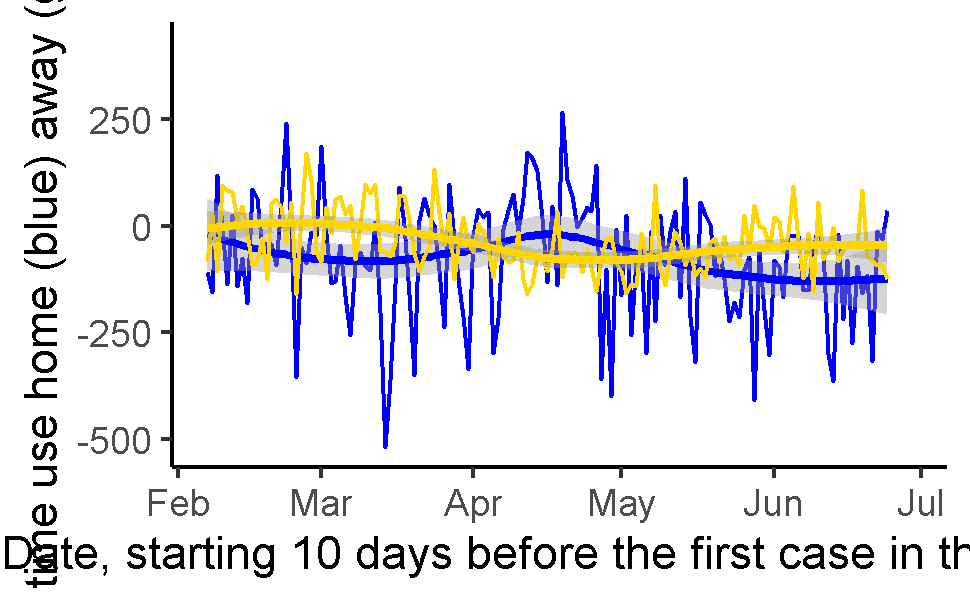 time use home (blue) away (
250
0
-250
-500
Feb Mar Apr May Jun Jul
Date, starting 10 days before the first case in th